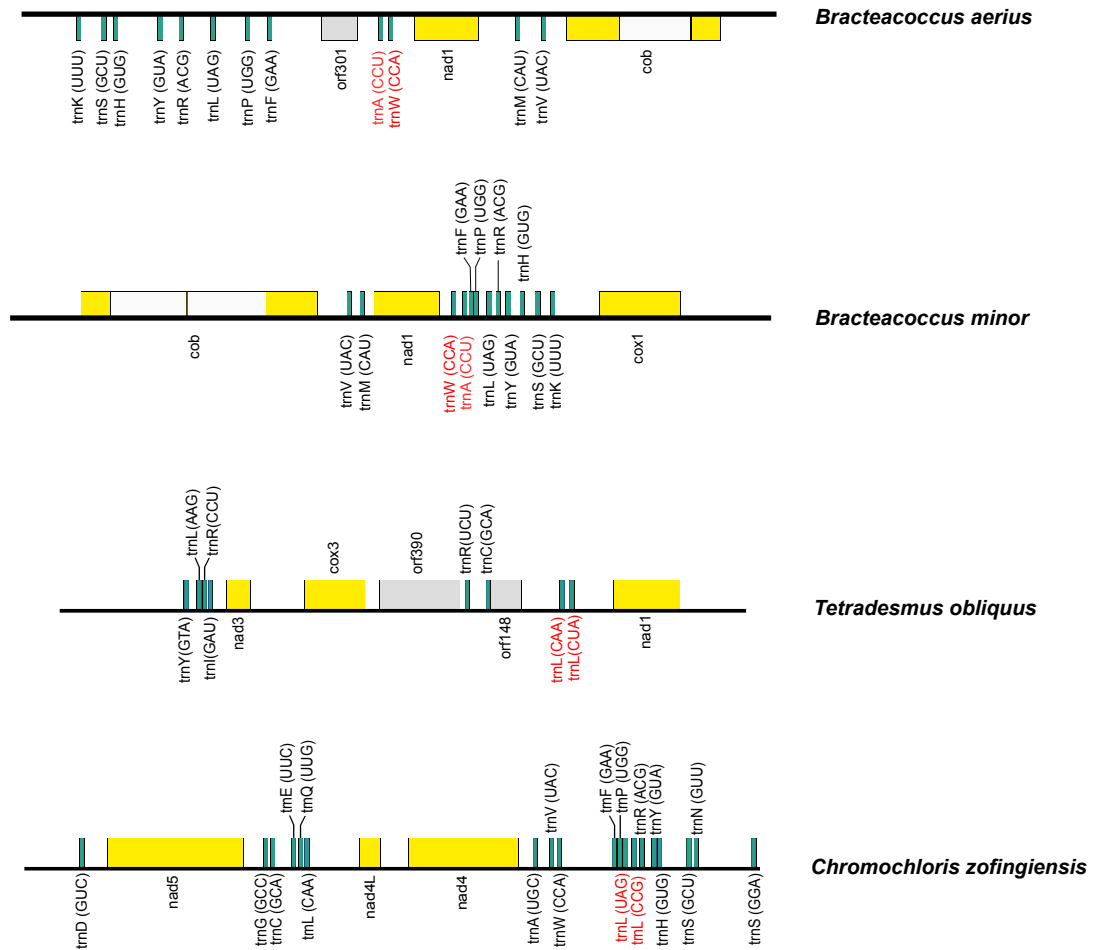 Bracteacoccus aerius
trnK (UUU)
trnS (GCU)
trnH (GUG)
trnY (GUA)
trnR (ACG)
trnL (UAG)
trnP (UGG)
trnF (GAA)
orf301
trnA (CCU)
trnW (CCA)
nad1
trnM (CAU)
trnV (UAC)
cob
trnF (GAA)
trnP (UGG)
trnR (ACG)
trnH (GUG)
Bracteacoccus minor
cob
trnV (UAC)
trnM (CAU)
nad1
trnW (CCA)
trnA (CCU)
trnL (UAG)
trnY (GUA)
trnS (GCU)
trnK (UUU)
cox1
trnL(AAG)
trnR(CCU)
cox3
orf390
trnR(UCU)
trnC(GCA)
Tetradesmus obliquus
trnY(GTA)
trnI(GAU)
nad3
orf148
trnL(CAA)
trnL(CUA)
nad1
trnE (UUC)
trnQ (UUG)
trnV (UAC)
trnF (GAA)
trnP (UGG)
trnR (ACG)
trnY (GUA)
trnN (GUU)
Chromochloris zofingiensis
trnD (GUC)
nad5
trnG (GCC)
trnC (GCA)
trnL (CAA)
nad4L
nad4
trnA (UGC)
trnW (CCA)
trnL (UAG)
trnL (CCG)
trnH (GUG)
trnS (GCU)
trnS (GGA)